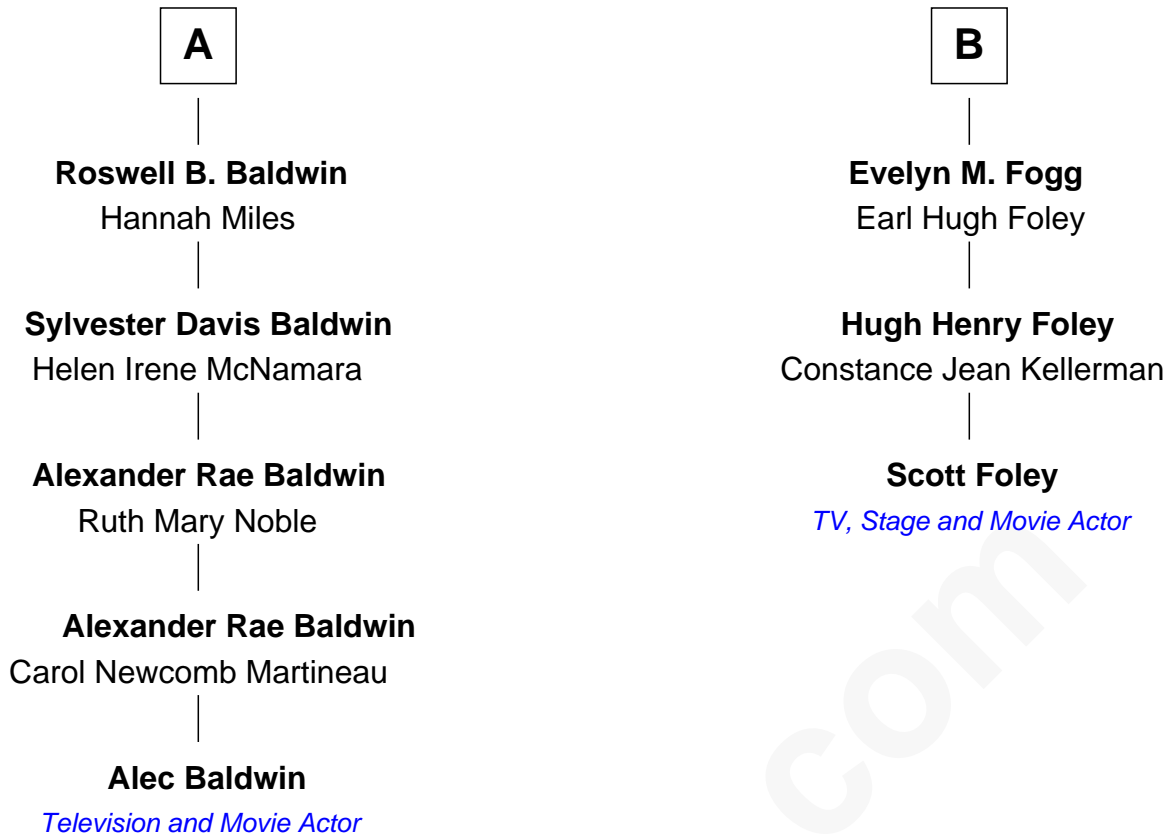 A
Roswell B. Baldwin
Hannah Miles
Sylvester Davis Baldwin
Helen Irene McNamara
Alexander Rae Baldwin
Ruth Mary Noble
Alexander Rae Baldwin
Carol Newcomb Martineau
Alec Baldwin
Television and Movie Actor
B
Evelyn M. Fogg
Earl Hugh Foley
Hugh Henry Foley
Constance Jean Kellerman
Scott Foley
TV, Stage and Movie Actor
com